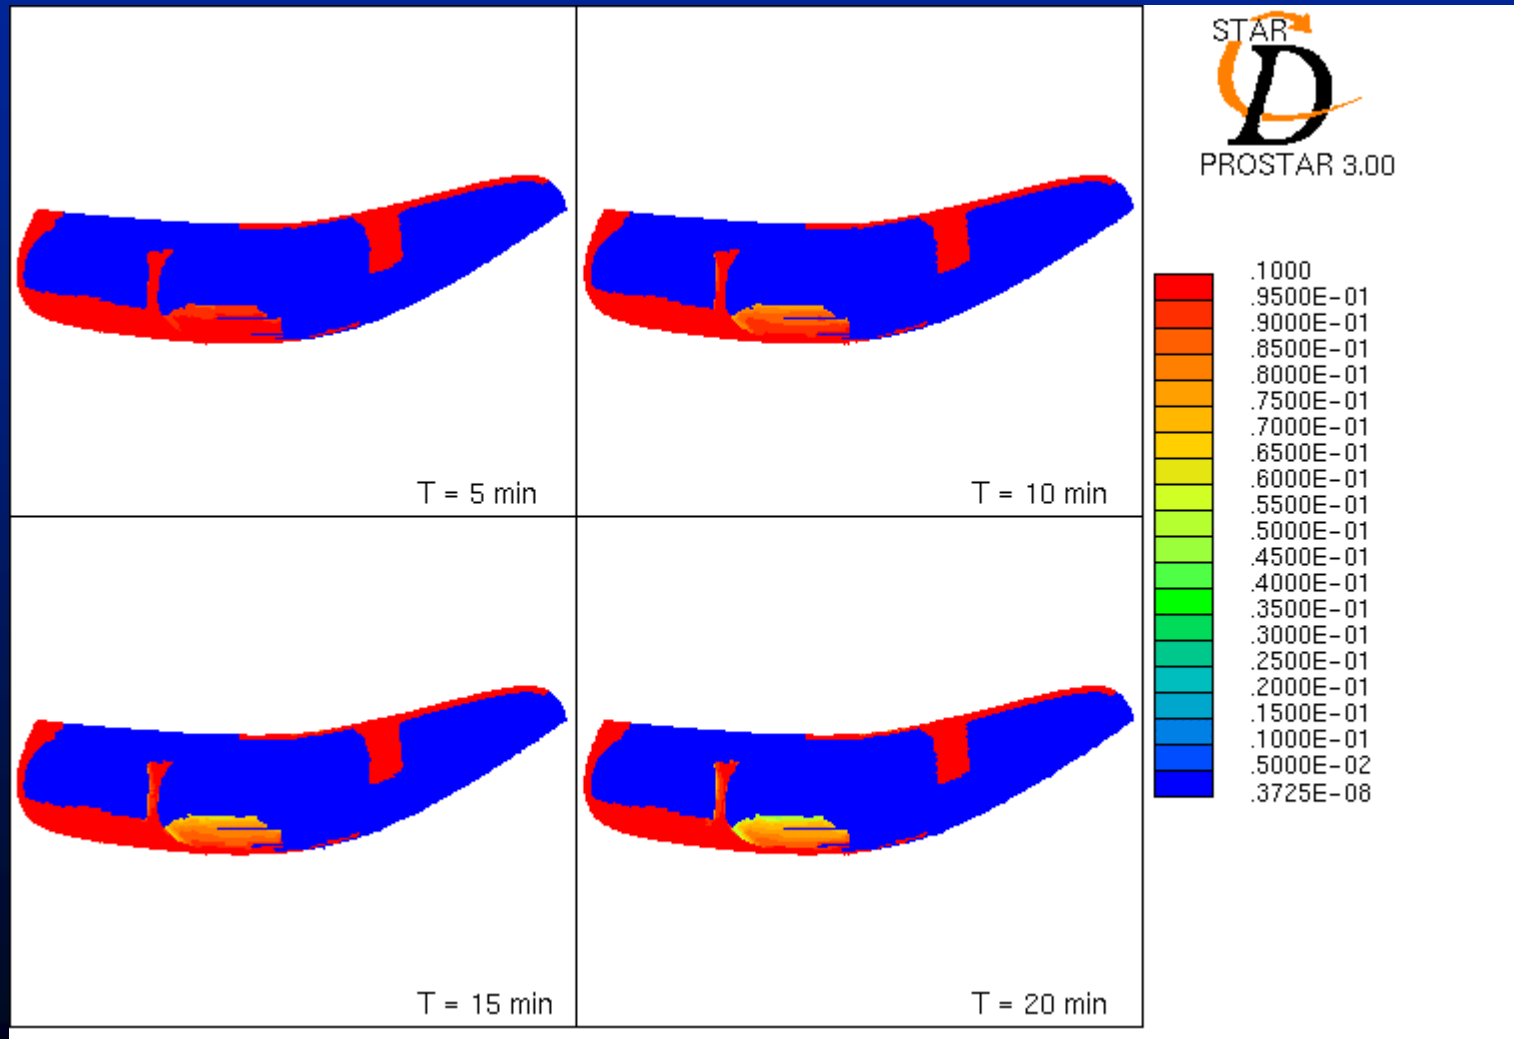 STAR
D
PROSTAR 3.00
.1000
.9500E-01
.9000E-01
.8500E-01
.8000E-01
.7500E-01
.7000E-01
.6500E-01
.6000E-01
.5500E-01
.5000E-01
.4500E-01
.4000E-01
.3500E-01
.3000E-01
.2500E-01
.2000E-01
.1500E-01
.1000E-01
.5000E-02
.3725E-08
T = 5 min
T = 10 min
T = 15 min
T = 20 min